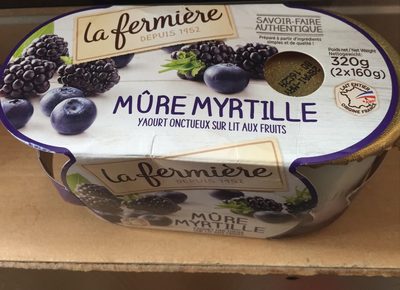 la fermière
DEPUIS 1952
SAVOIR-FAIRE
AUTHENTIQUE
Préparé à partir d'ingrédients
simples et de qualité !
Poids net / Net Weight
Nettogewicht:
320g
(2x160g)
LAIT ENTIER
ORIGINE FRANCE
MÛRE MYRTILLE
YAOURT ONCTUEUX SUR LIT AUX FRUITS
la fermière
DEPUIS 1952
MÛRE
MYRTILLE